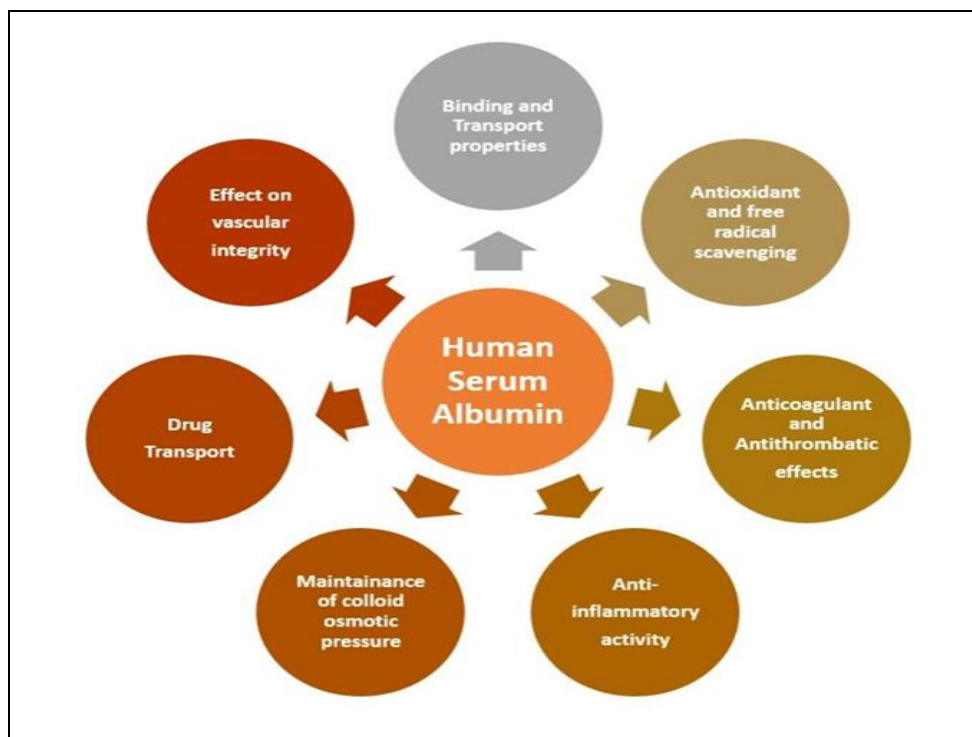 Binding and
Transport
properties
Antioxidant
and free
radical
scavenging
Anticoagulant
and
Antithrombatic
effects
Anti-
inflammatory
activity
Maintainance
of colloid
osmotic
pressure
Drug
Transport
Effect on
vascular
integrity
Human
Serum
Albumin